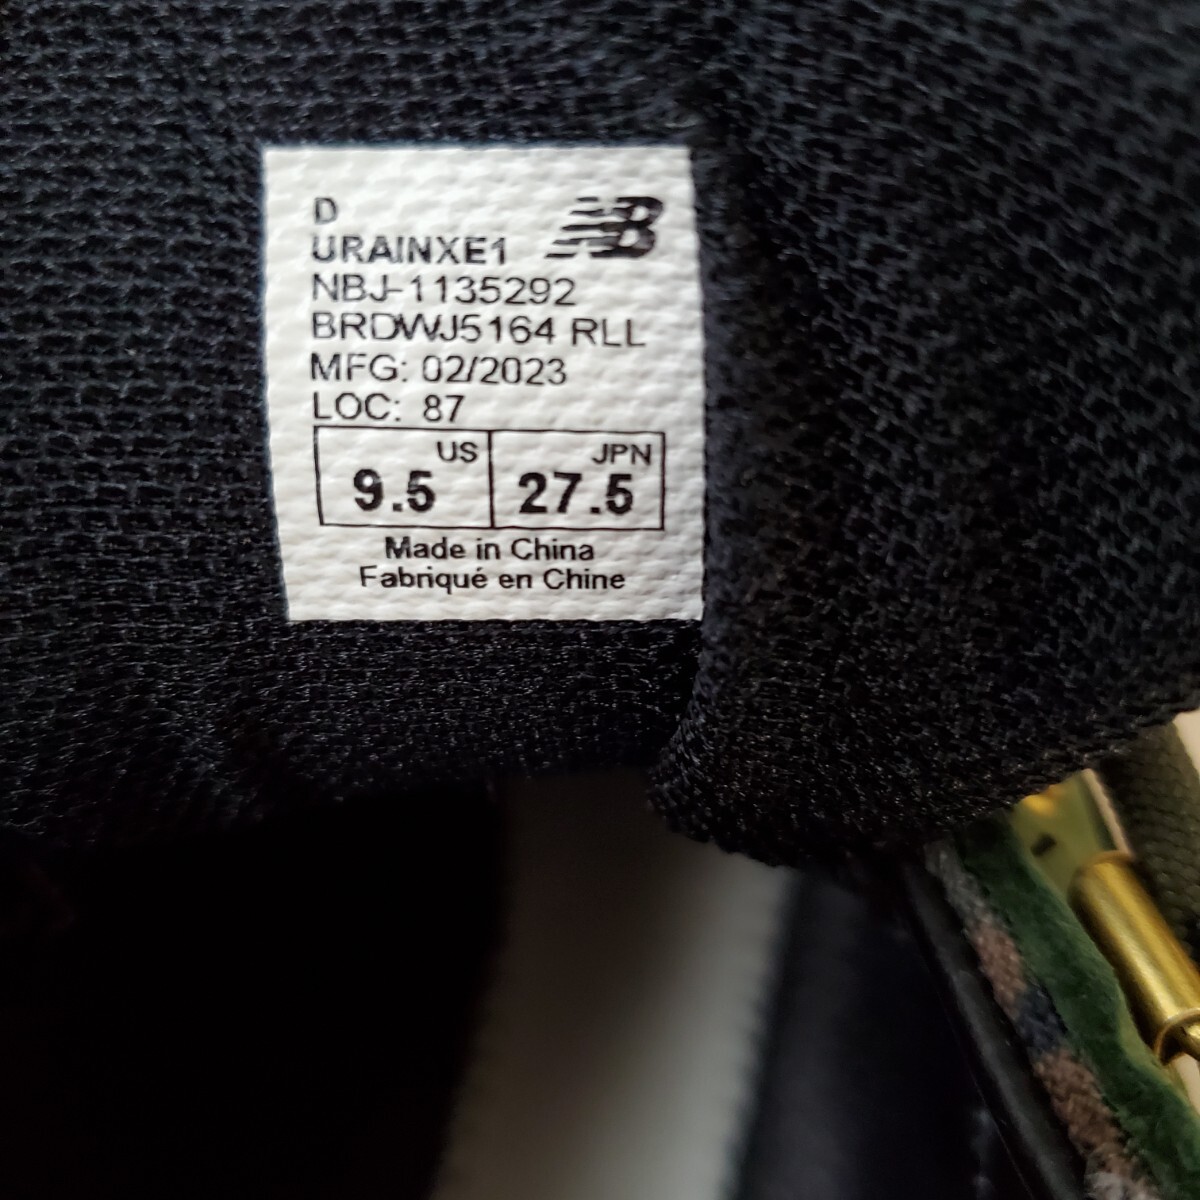 D
URAINXE1
NBJ-1135292
BRDWJ5164 RLL
MFG: 02/2023
LOC: 87
US JPN
9.5 27.5
Made in China
Fabriqué en Chine